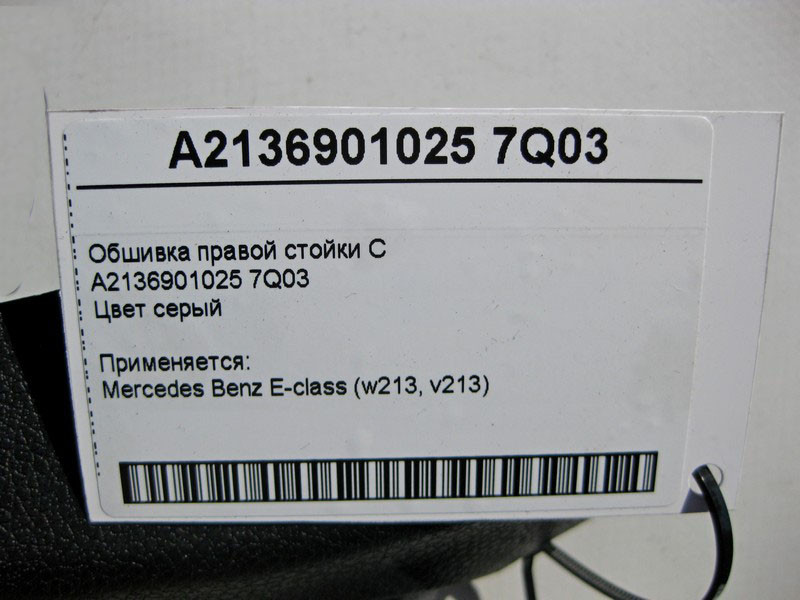 A2136901025 7Q03
Обшивка правой стойки С
A2136901025 7Q03
Цвет серый
Применяется:
Mercedes Benz E-class (w213, v213)